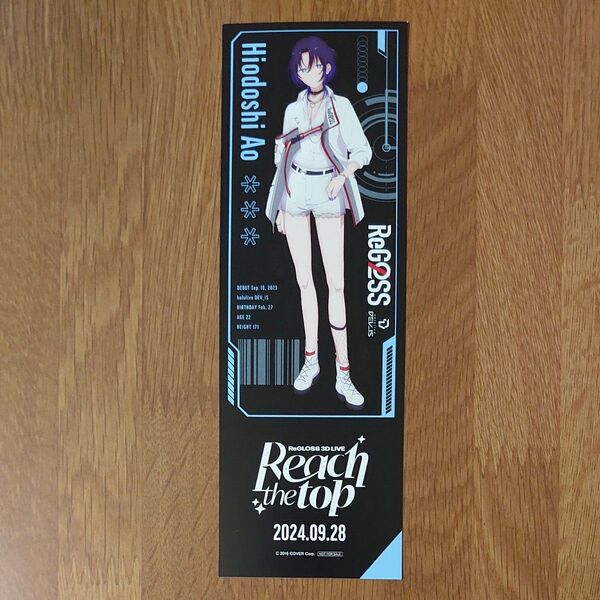 Hiodoshi Ao
ReGLOSS
DEV_IS
DEBUT Sep. 10, 2023
hololive DEV_IS
BIRTHDAY Feb. 27
AGE 22
HEIGHT 171
ReGLOSS 3D LIVE
Reach
the top
2024.09.28
© 2016 COVER Corp. NOT FOR SALE